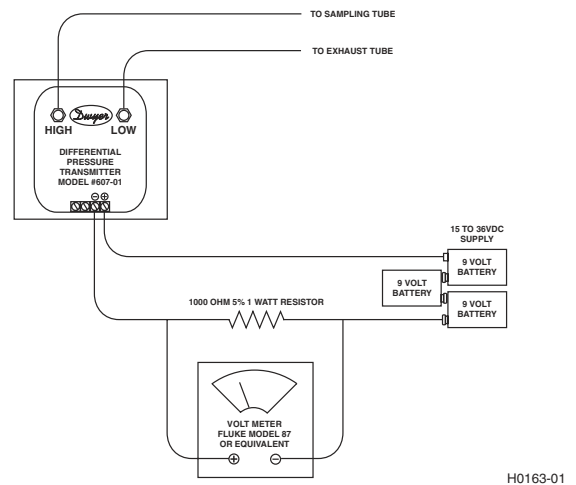 TO SAMPLING TUBE
TO EXHAUST TUBE
Dwyer
HIGH
LOW
DIFFERENTIAL
PRESSURE
TRANSMITTER
MODEL #607-01
15 TO 36VDC
SUPPLY
9 VOLT
BATTERY
9 VOLT
BATTERY
9 VOLT
BATTERY
1000 OHM 5% 1 WATT RESISTOR
VOLT METER
FLUKE MODEL 87
OR EQUIVALENT
H0163-01